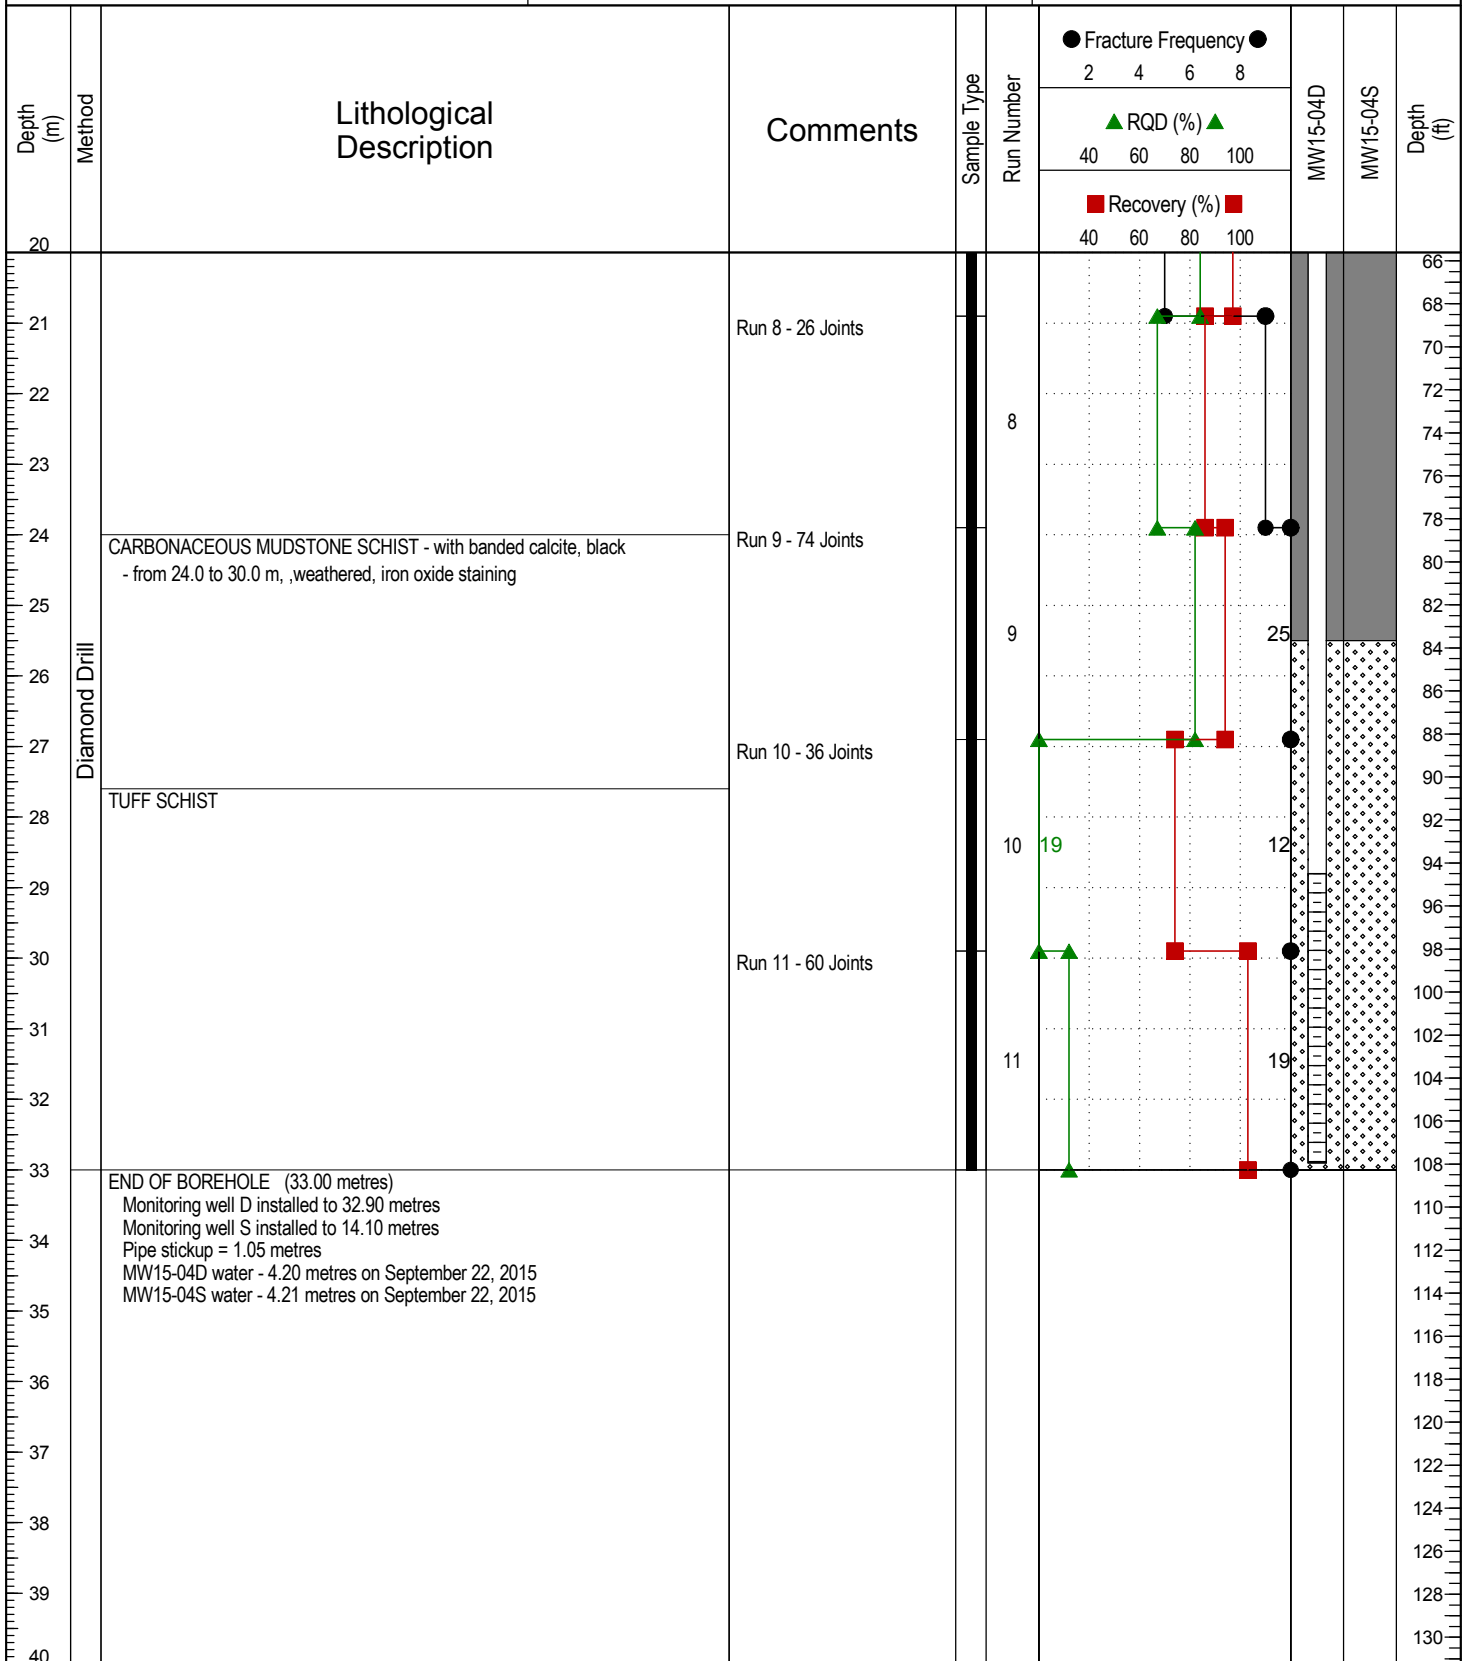 Depth
(m)
Method
Lithological
Description
Comments
Sample Type
Run Number
Fracture Frequency
2 4 6 8
RQD (%)
40 60 80 100
Recovery (%)
40 60 80 100
MW15-04D
MW15-04S
Depth
(ft)
20
66
68
21
Run 8 - 26 Joints
70
22
72
8
74
23
76
78
24
CARBONACEOUS MUDSTONE SCHIST - with banded calcite, black
- from 24.0 to 30.0 m, ,weathered, iron oxide staining
Run 9 - 74 Joints
80
25
82
9
25
84
Diamond Drill
26
86
27
Run 10 - 36 Joints
88
90
TUFF SCHIST
28
92
10
19
12
94
29
96
30
Run 11 - 60 Joints
98
100
31
102
11
19
104
32
106
33
108
END OF BOREHOLE (33.00 metres)
Monitoring well D installed to 32.90 metres
110
Monitoring well S installed to 14.10 metres
34
Pipe stickup = 1.05 metres
112
MW15-04D water - 4.20 metres on September 22, 2015
MW15-04S water - 4.21 metres on September 22, 2015
114
35
116
36
118
120
37
122
124
38
126
39
128
130
40